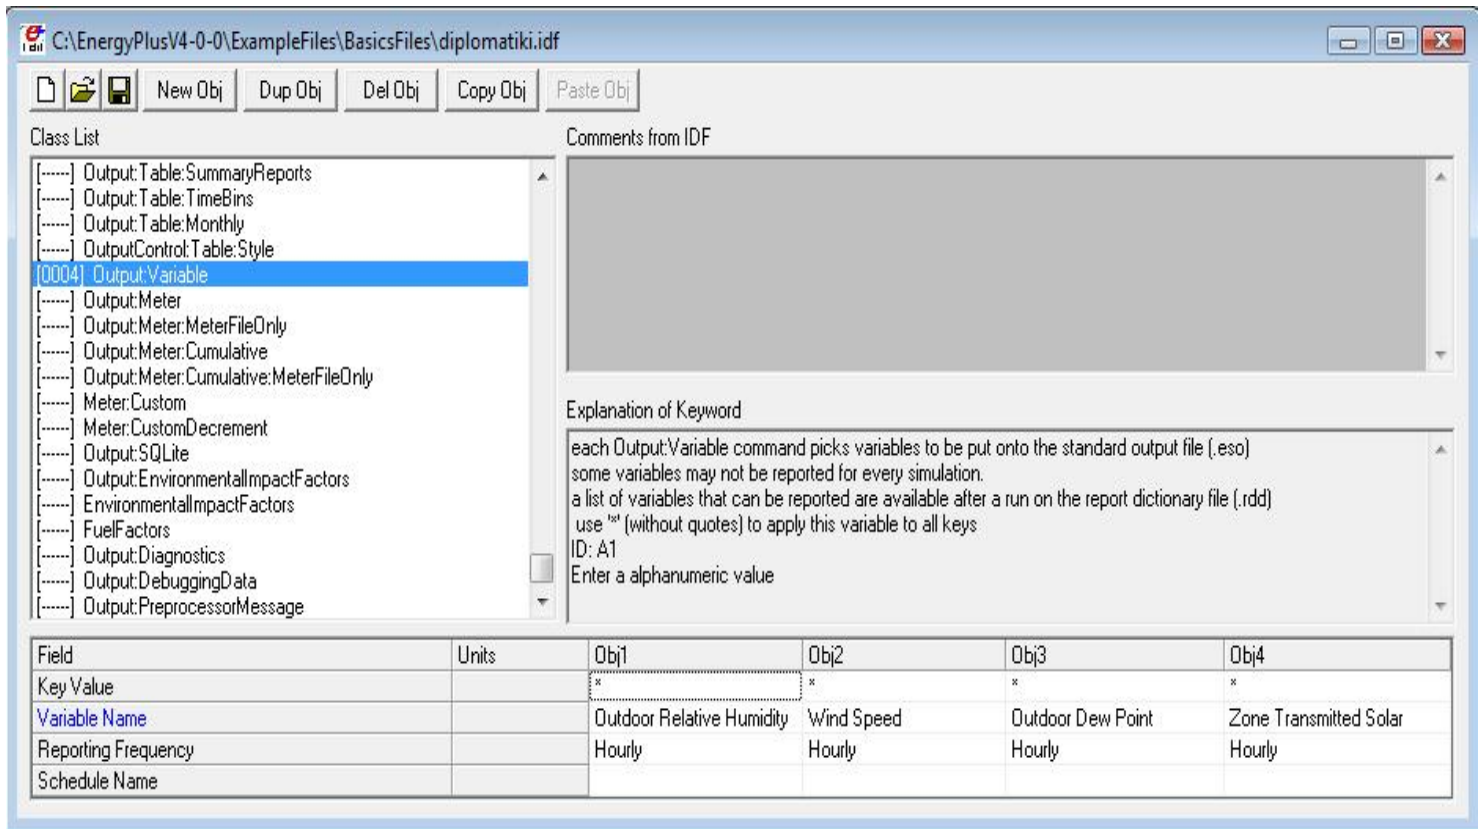 C:\EnergyPlusV4-0-0\ExampleFiles\BasicsFiles\diplomatiki.idf
New Obj Dup Obj Del Obj Copy Obj Paste Obj
Class List
[------] Output:Table:SummaryReports
[------] Output:Table:TimeBins
[------] Output:Table:Monthly
[------] OutputControl:Table:Style
[0004] Output:Variable
[------] Output:Meter
[------] Output:Meter:MeterFileOnly
[------] Output:Meter:Cumulative
[------] Output:Meter:Cumulative:MeterFileOnly
[------] Meter:Custom
[------] Meter:CustomDecrement
[------] Output:SQLite
[------] Output:EnvironmentalImpactFactors
[------] EnvironmentalImpactFactors
[------] FuelFactors
[------] Output:Diagnostics
[------] Output:DebuggingData
[------] Output:PreprocessorMessage
Comments from IDF
Explanation of Keyword
each Output:Variable command picks variables to be put onto the standard output file (.eso)
some variables may not be reported for every simulation.
a list of variables that can be reported are available after a run on the report dictionary file (.rdd)
use '*' (without quotes) to apply this variable to all keys
ID: A1
Enter a alphanumeric value
Field Units Obj1 Obj2 Obj3 Obj4
Key Value * * * *
Variable Name Outdoor Relative Humidity Wind Speed Outdoor Dew Point Zone Transmitted Solar
Reporting Frequency Hourly Hourly Hourly Hourly
Schedule Name